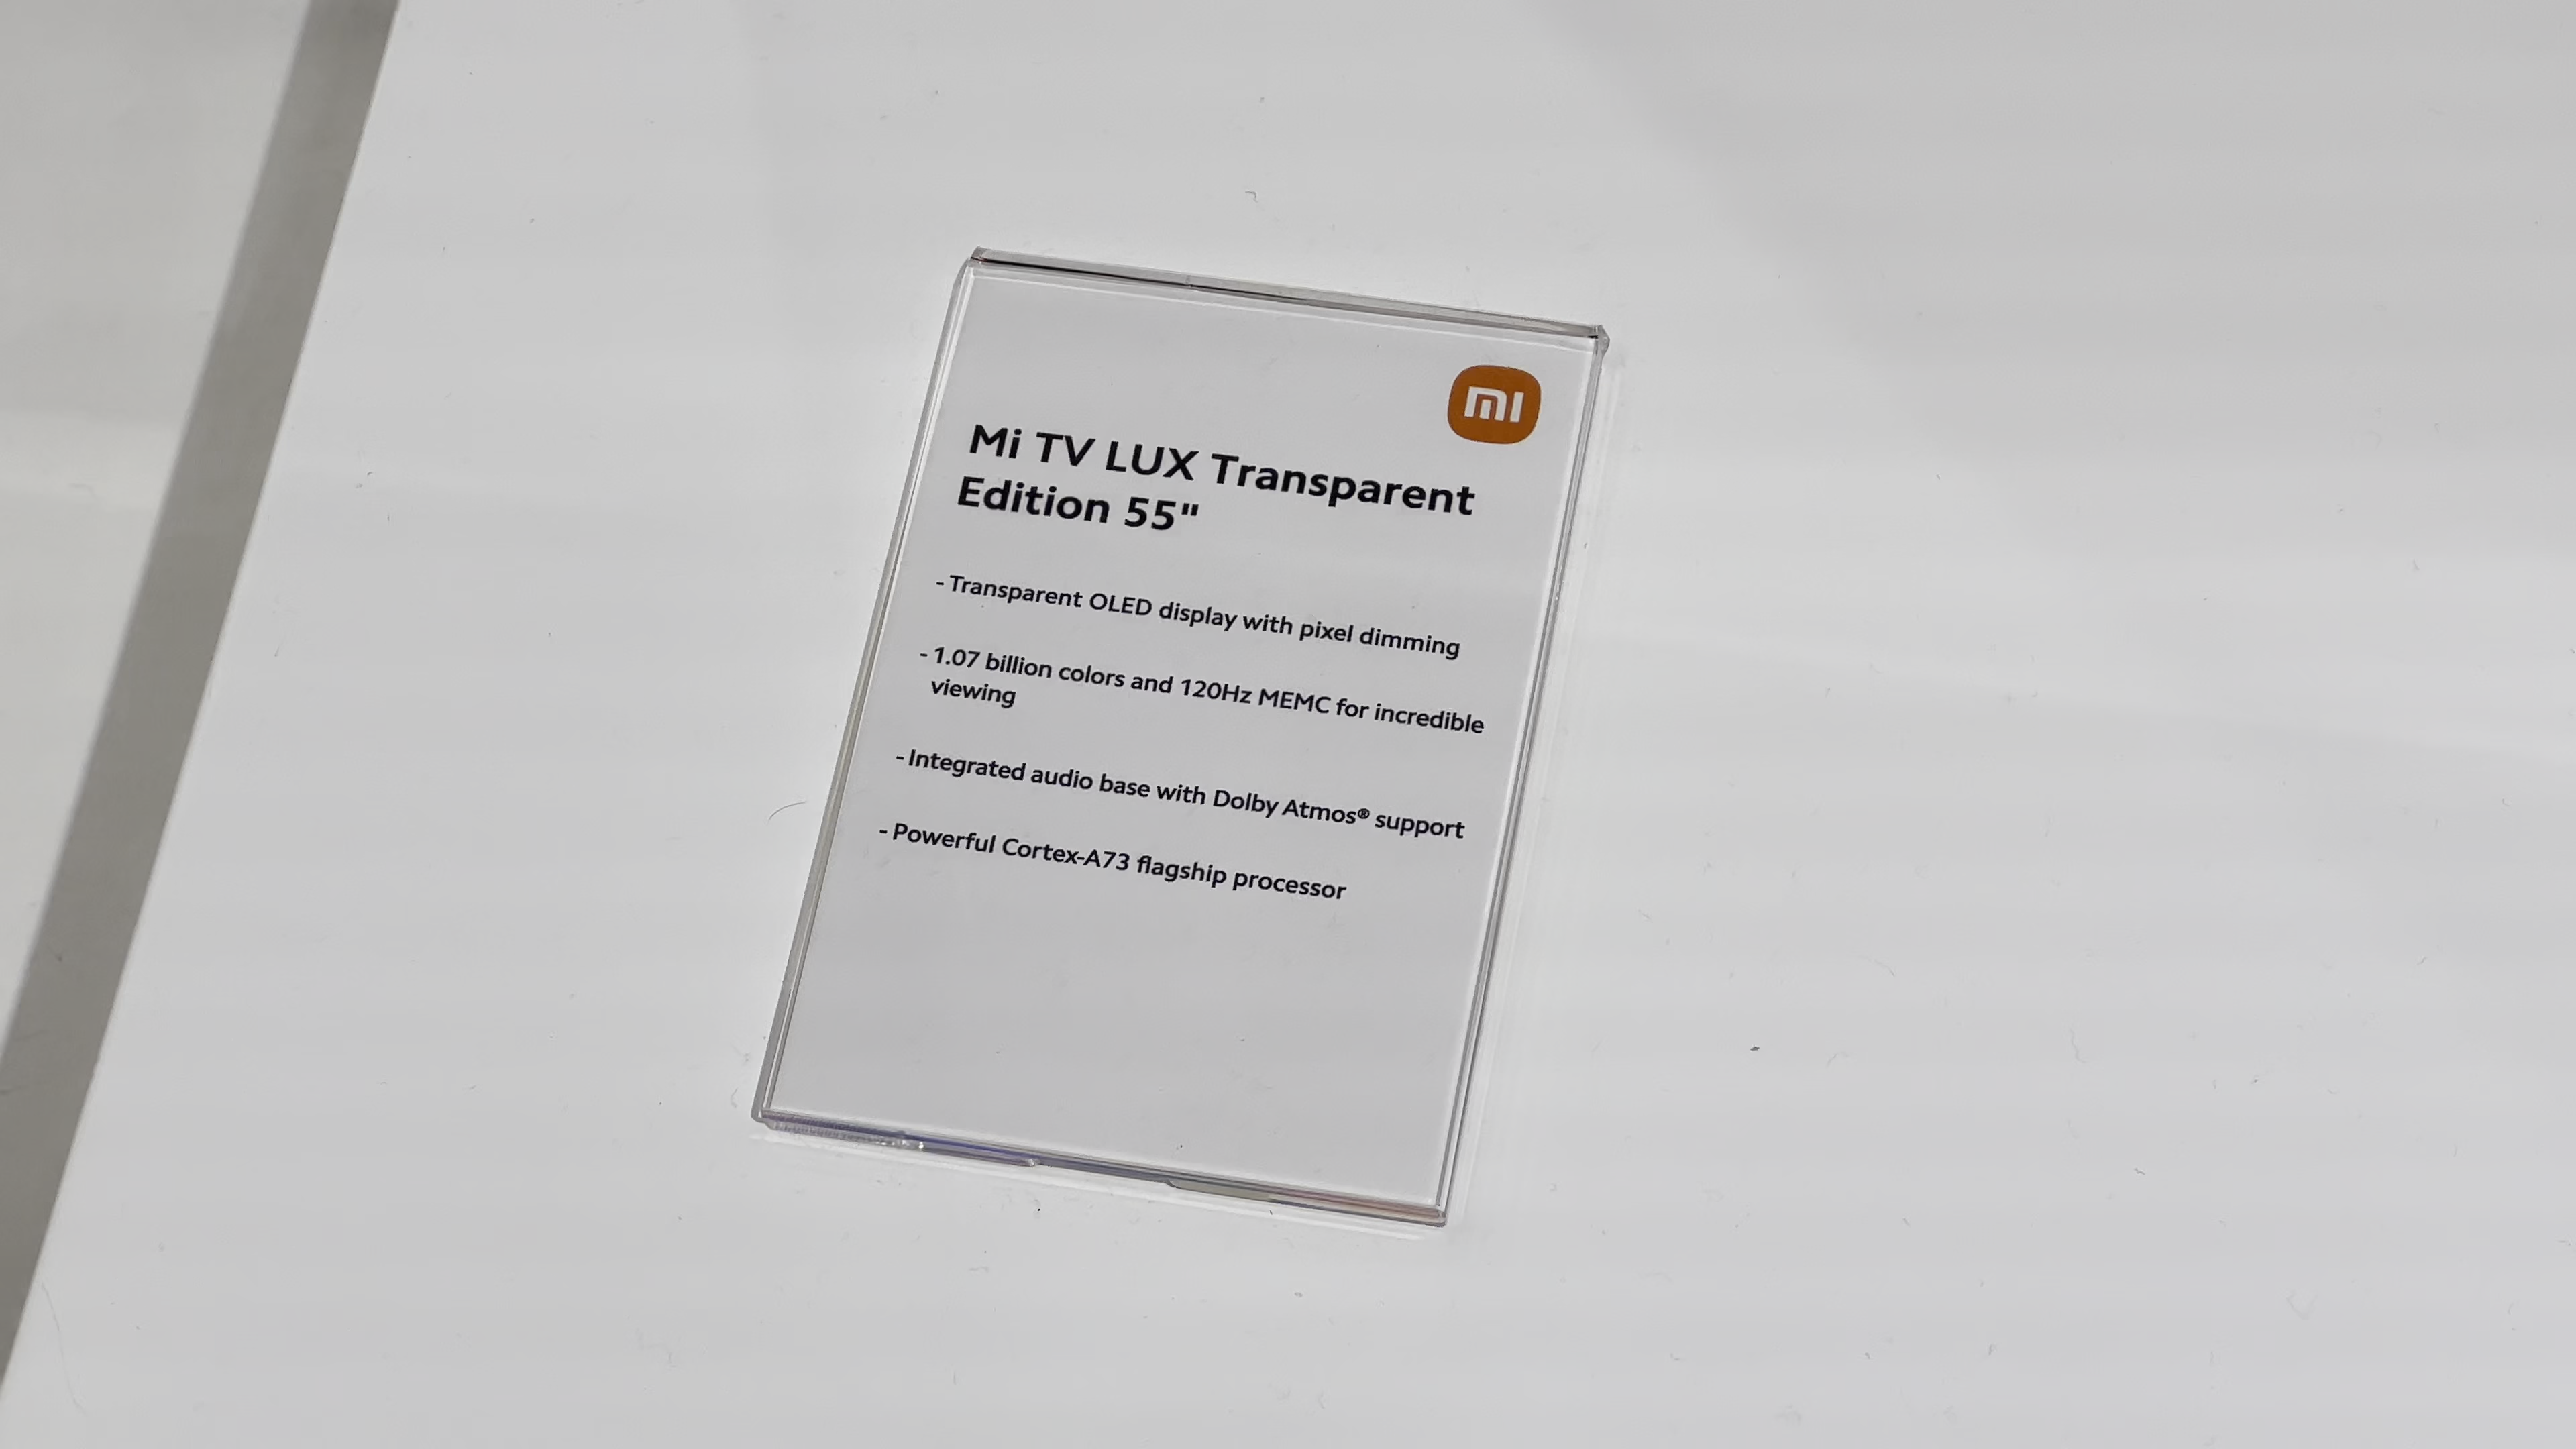 mi
Mi TV LUX Transparent
Edition 55"
- Transparent OLED display with pixel dimming
- 1.07 billion colors and 120Hz MEMC for incredible
viewing
- Integrated audio base with Dolby Atmos® support
- Powerful Cortex-A73 flagship processor